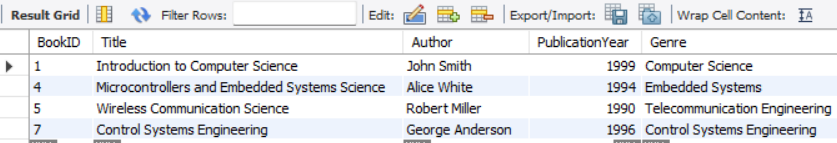 Result Grid Filter Rows: Edit: Export/Import: Wrap Cell Content: IA
BookID Title Author PublicationYear Genre
1 Introduction to Computer Science John Smith 1999 Computer Science
4 Microcontrollers and Embedded Systems Science Alice White 1994 Embedded Systems
5 Wireless Communication Science Robert Miller 1990 Telecommunication Engineering
7 Control Systems Engineering George Anderson 1996 Control Systems Engineering